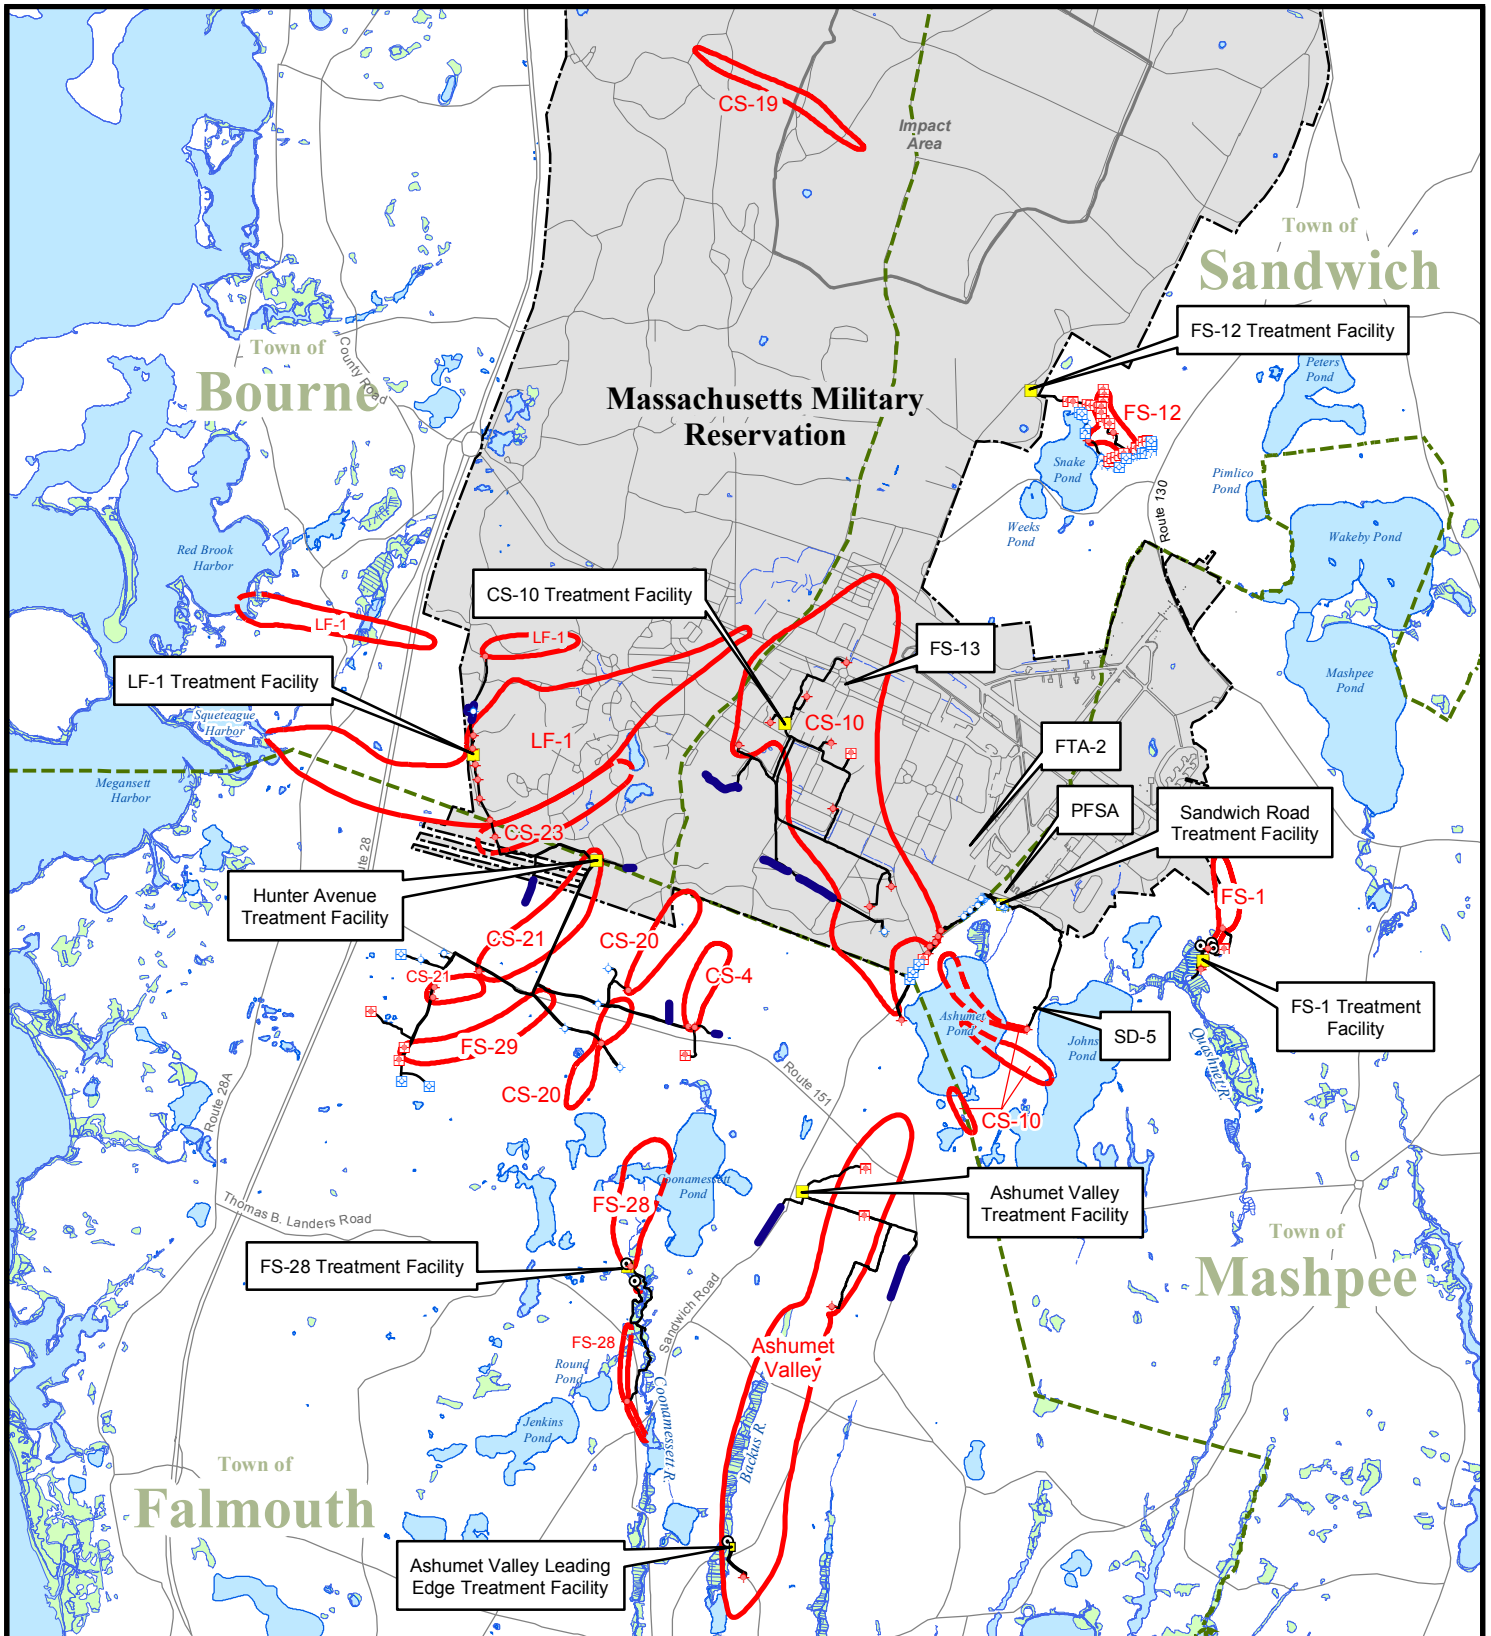 CS-19
Impact
Area
Town of
Sandwich
FS-12 Treatment Facility
Town of
Bourne
County Road
Massachusetts Military
Reservation
Peters
Pond
FS-12
Snake
Pond
Pimlico
Pond
Weeks
Pond
Route 130
Wakeby Pond
Red Brook
Harbor
CS-10 Treatment Facility
LF-1
LF-1
FS-13
LF-1 Treatment Facility
Mashpee
Pond
Squeteague
Harbor
CS-10
LF-1
FTA-2
Megansett
Harbor
PFSA
Sandwich Road
Treatment Facility
CS-23
28
Hunter Avenue
Treatment Facility
FS-1
CS-21
CS-20
CS-21
CS-4
FS-1 Treatment
Facility
Ashumet
Pond
Johns
Pond
SD-5
Quashnet R.
FS-29
CS-20
Route 28A
Route 151
CS-10
Coonamessett
Pond
Ashumet Valley
Treatment Facility
FS-28
Thomas B. Landers Road
Town of
Mashpee
FS-28 Treatment Facility
Sandwich Road
FS-28
Ashumet
Valley
Round
Pond
Coonamessett R.
Jenkins
Pond
Backus R.
Town of
Falmouth
Ashumet Valley Leading
Edge Treatment Facility